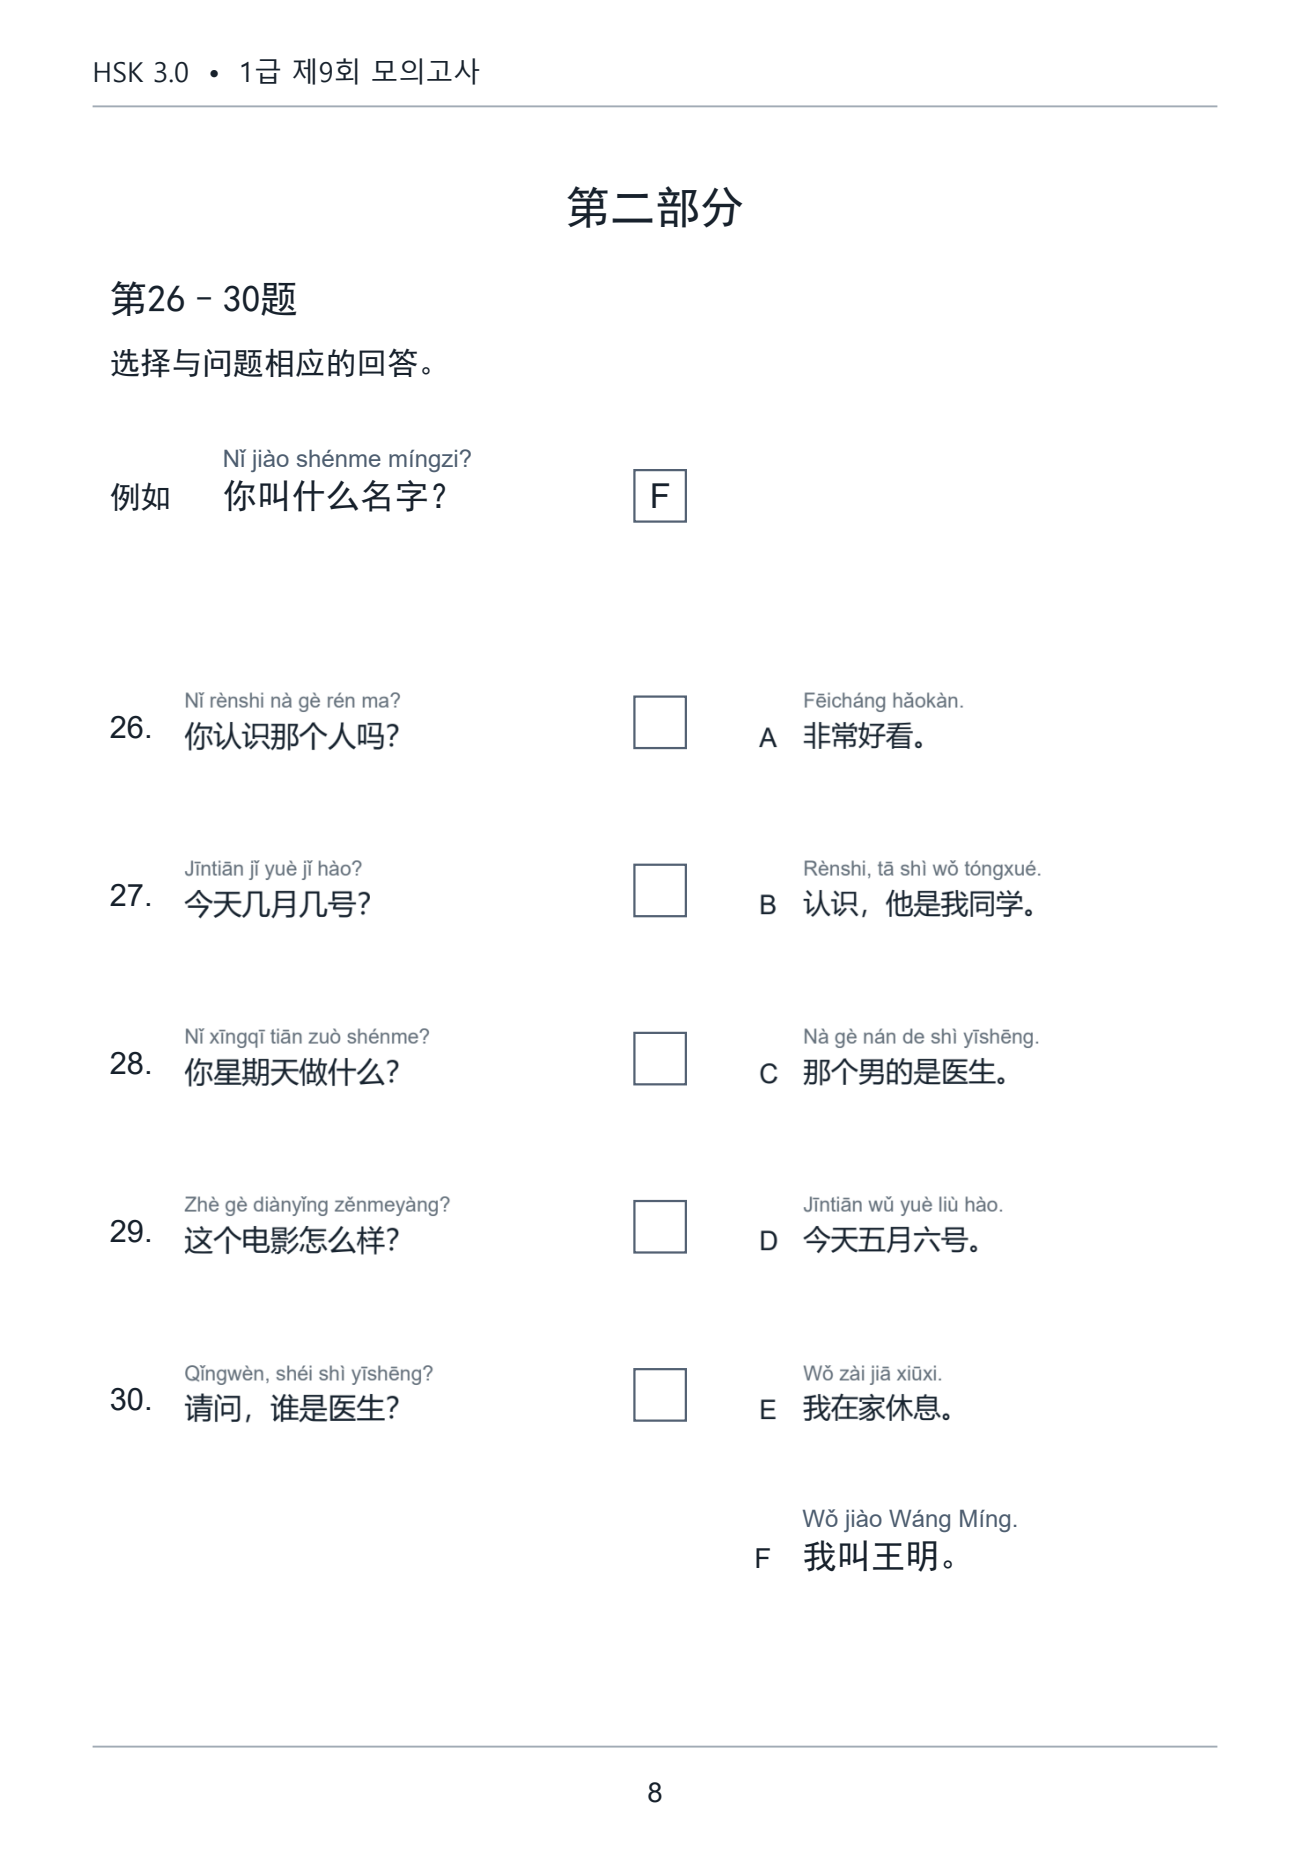 HSK 3.0 • 1급 제9회 모의고사
第二部分
第26－30题
选择与问题相应的回答。
Nǐ jiào shénme míngzi?
例如 你叫什么名字? F
Nǐ rènshi nà gè rén ma?
26. 你认识那个人吗?
Fēicháng hǎokàn.
A 非常好看。
Jīntiān jǐ yuè jǐ hào?
27. 今天几月几号?
Rènshi, tā shì wǒ tóngxué.
B 认识，他是我同学。
Nǐ xīngqī tiān zuò shénme?
28. 你星期天做什么?
Nà gè nán de shì yīshēng.
C 那个男的是医生。
Zhè gè diànyǐng zěnmeyàng?
29. 这个电影怎么样?
Jīntiān wǔ yuè liù hào.
D 今天五月六号。
Qǐngwèn, shéi shì yīshēng?
30. 请问，谁是医生?
Wǒ zài jiā xiūxi.
E 我在家休息。
Wǒ jiào Wáng Míng.
F 我叫王明。
8